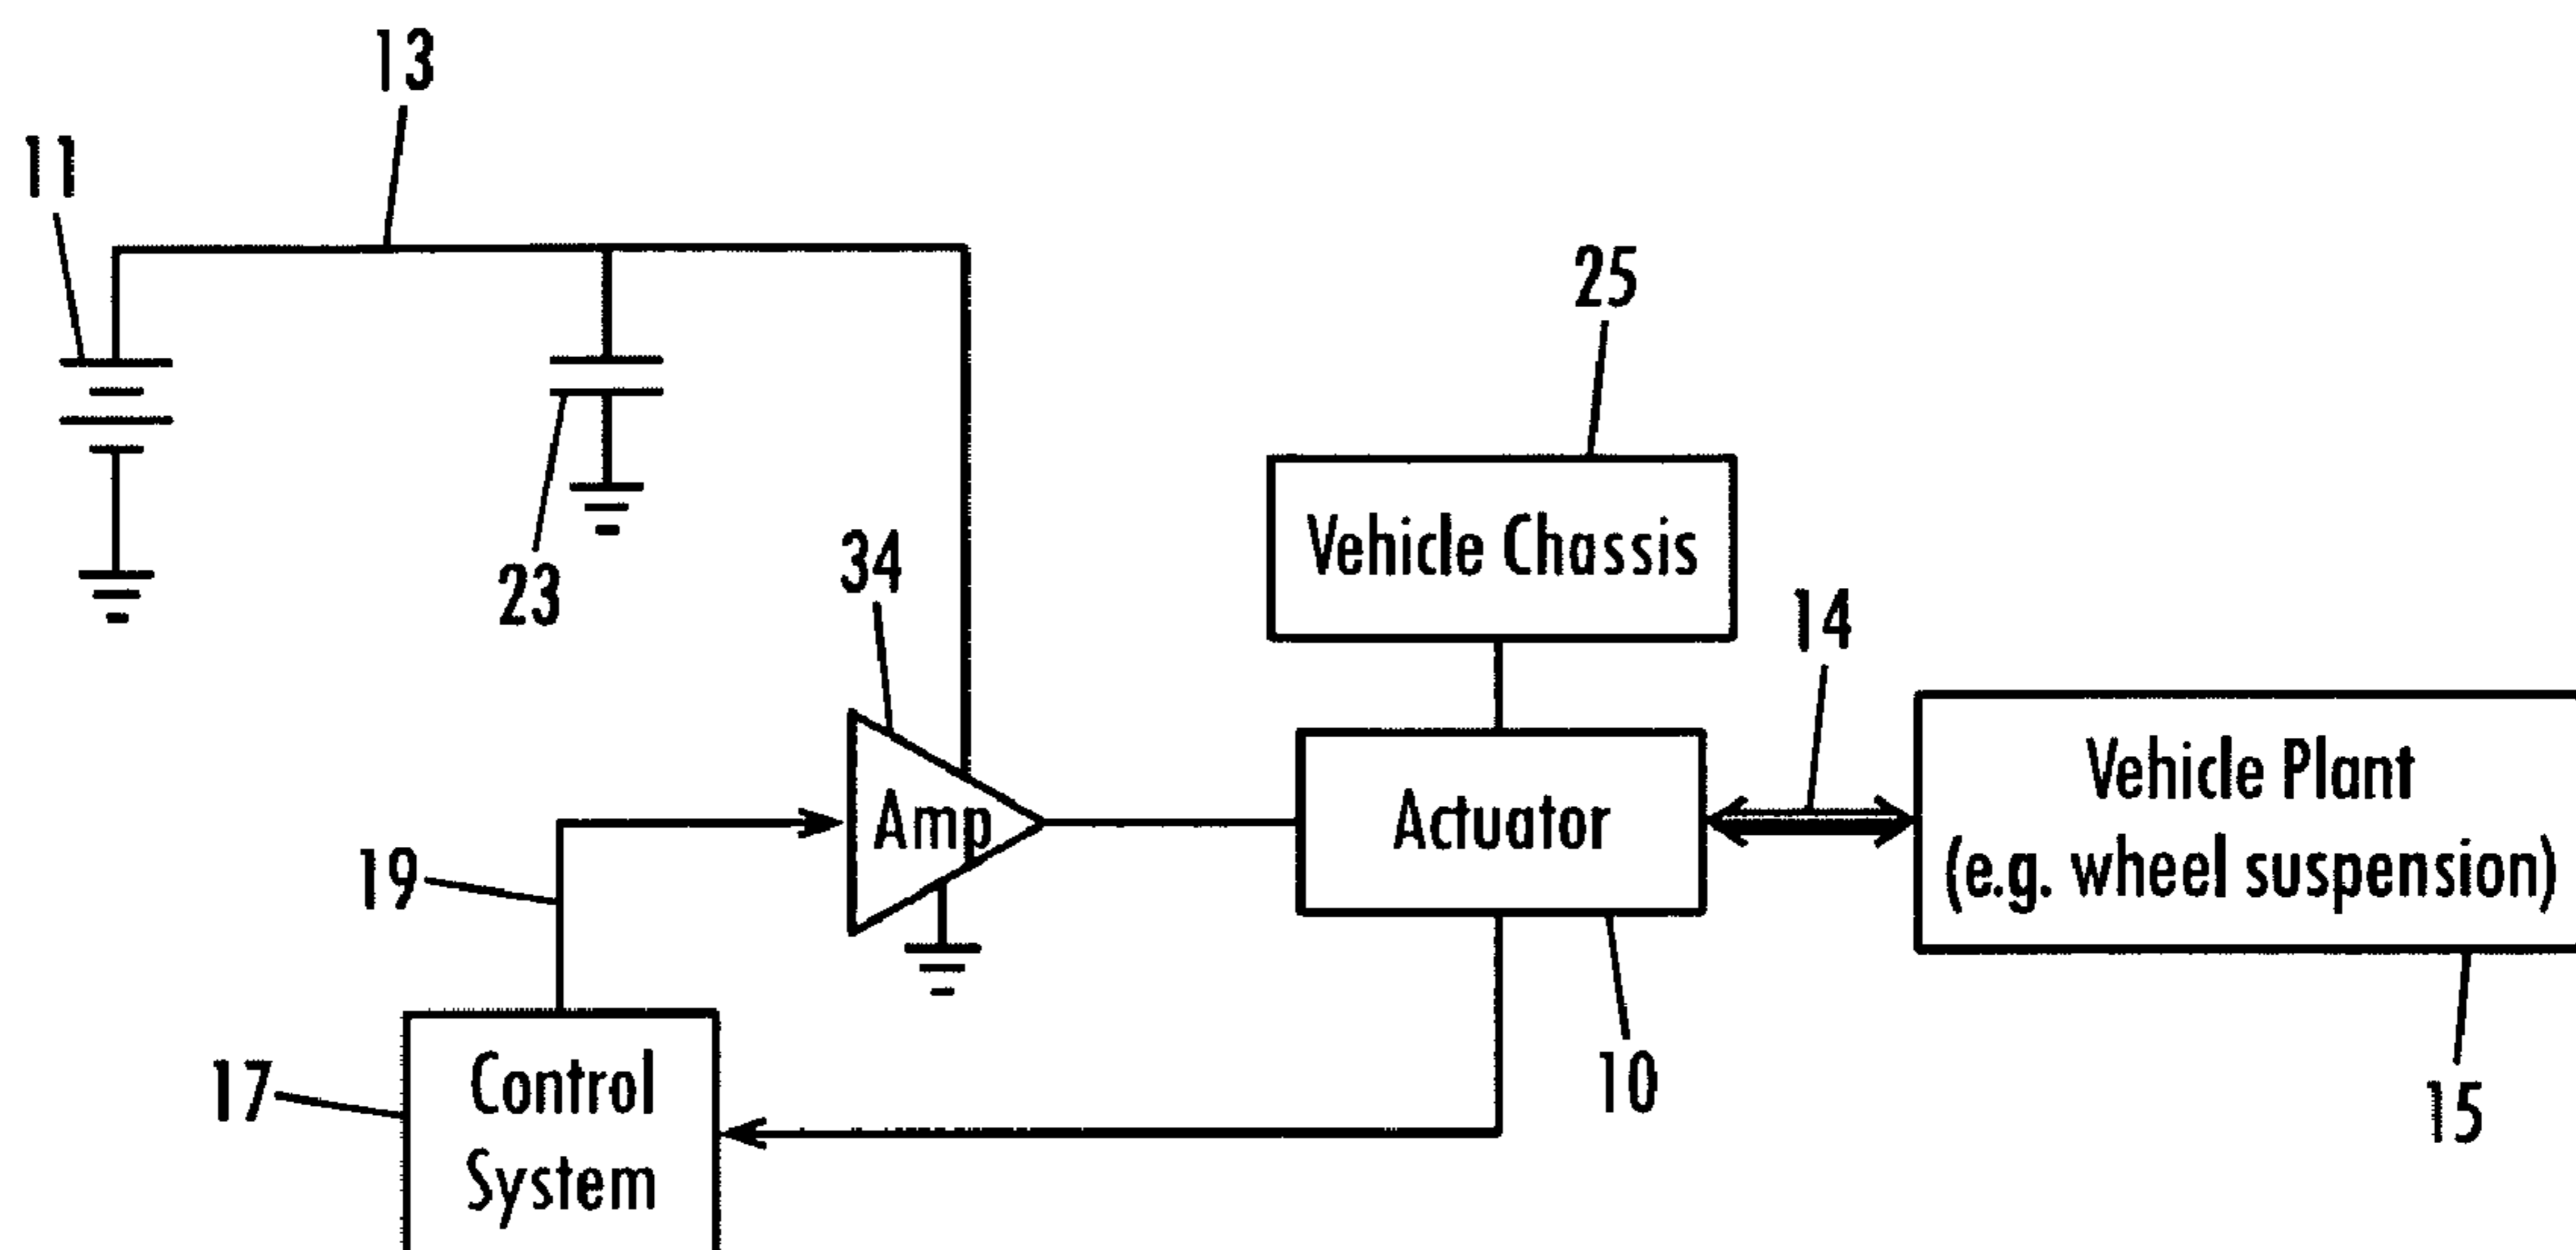 13
11
25
Vehicle Chassis
23
34
14
Vehicle Plant
(e.g. wheel suspension)
Amp
Actuator
19
10
15
17
Control
System